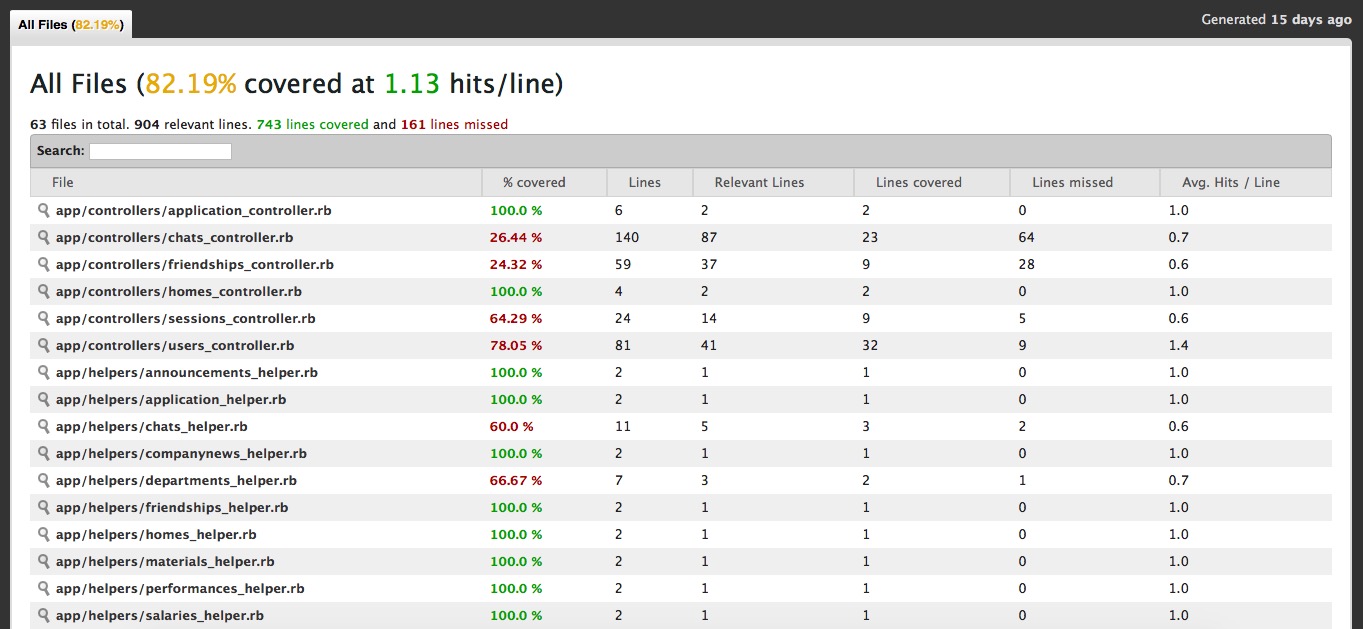 All Files (82.19%)
Generated 15 days ago
All Files (82.19% covered at 1.13 hits/line)
63 files in total. 904 relevant lines. 743 lines covered and 161 lines missed
Search:
File % covered Lines Relevant Lines Lines covered Lines missed Avg. Hits / Line
app/controllers/application_controller.rb 100.0 % 6 2 2 0 1.0
app/controllers/chats_controller.rb 26.44 % 140 87 23 64 0.7
app/controllers/friendships_controller.rb 24.32 % 59 37 9 28 0.6
app/controllers/homes_controller.rb 100.0 % 4 2 2 0 1.0
app/controllers/sessions_controller.rb 64.29 % 24 14 9 5 0.6
app/controllers/users_controller.rb 78.05 % 81 41 32 9 1.4
app/helpers/announcements_helper.rb 100.0 % 2 1 1 0 1.0
app/helpers/application_helper.rb 100.0 % 2 1 1 0 1.0
app/helpers/chats_helper.rb 60.0 % 11 5 3 2 0.6
app/helpers/companynews_helper.rb 100.0 % 2 1 1 0 1.0
app/helpers/departments_helper.rb 66.67 % 7 3 2 1 0.7
app/helpers/friendships_helper.rb 100.0 % 2 1 1 0 1.0
app/helpers/homes_helper.rb 100.0 % 2 1 1 0 1.0
app/helpers/materials_helper.rb 100.0 % 2 1 1 0 1.0
app/helpers/performances_helper.rb 100.0 % 2 1 1 0 1.0
app/helpers/salaries_helper.rb 100.0 % 2 1 1 0 1.0